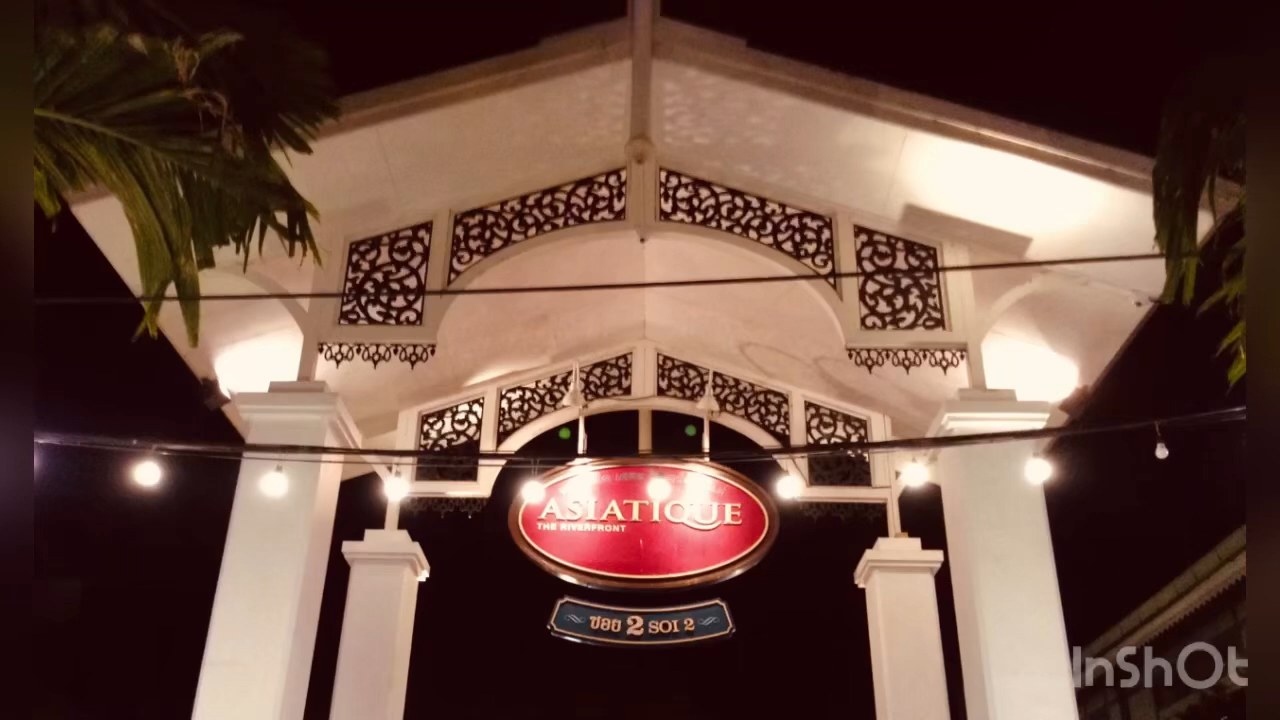 ASIATIQUE
THE RIVERFRONT
ซอย 2 SOI 2
InShOt